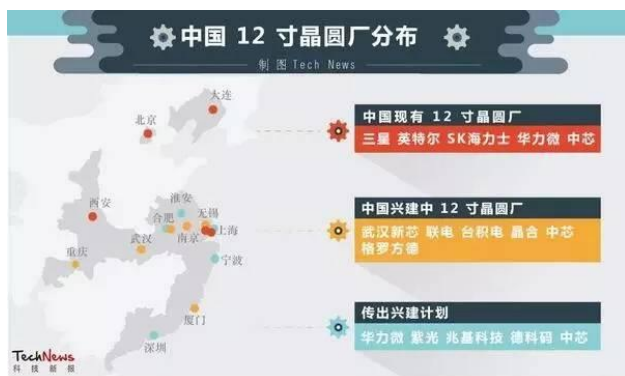 中国 12 寸晶圆厂分布
制 图 Tech News
大连
北京
中国现有 12 寸晶圆厂
三星 英特尔 SK海力士 华力微 中芯
西安
淮安
合肥
无锡
中国兴建中 12 寸晶圆厂
武汉
南京
上海
武汉新芯 联电 台积电 晶合 中芯
格罗方德
重庆
宁波
厦门
传出兴建计划
深圳
华力微 紫光 兆基科技 德科码 中芯
TechNews
科 技 新 报